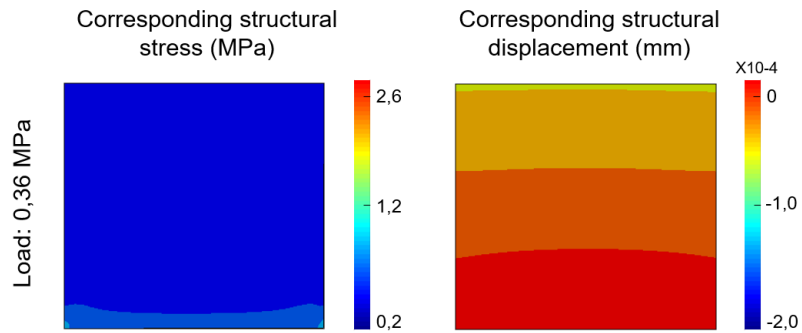 Corresponding structural
stress (MPa)
Corresponding structural
displacement (mm)
Load: 0,36 MPa
2,6
1,2
0,2
X10-4
0
-1,0
-2,0